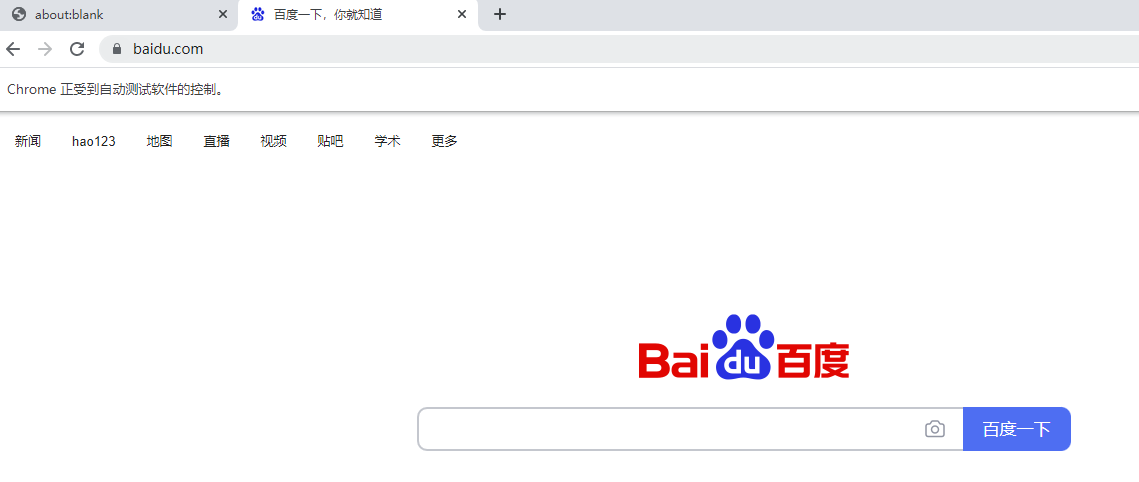 about:blank
百度一下，你就知道
baidu.com
Chrome 正受到自动测试软件的控制。
新闻 hao123 地图 直播 视频 贴吧 学术 更多
Bai du 百度
百度一下